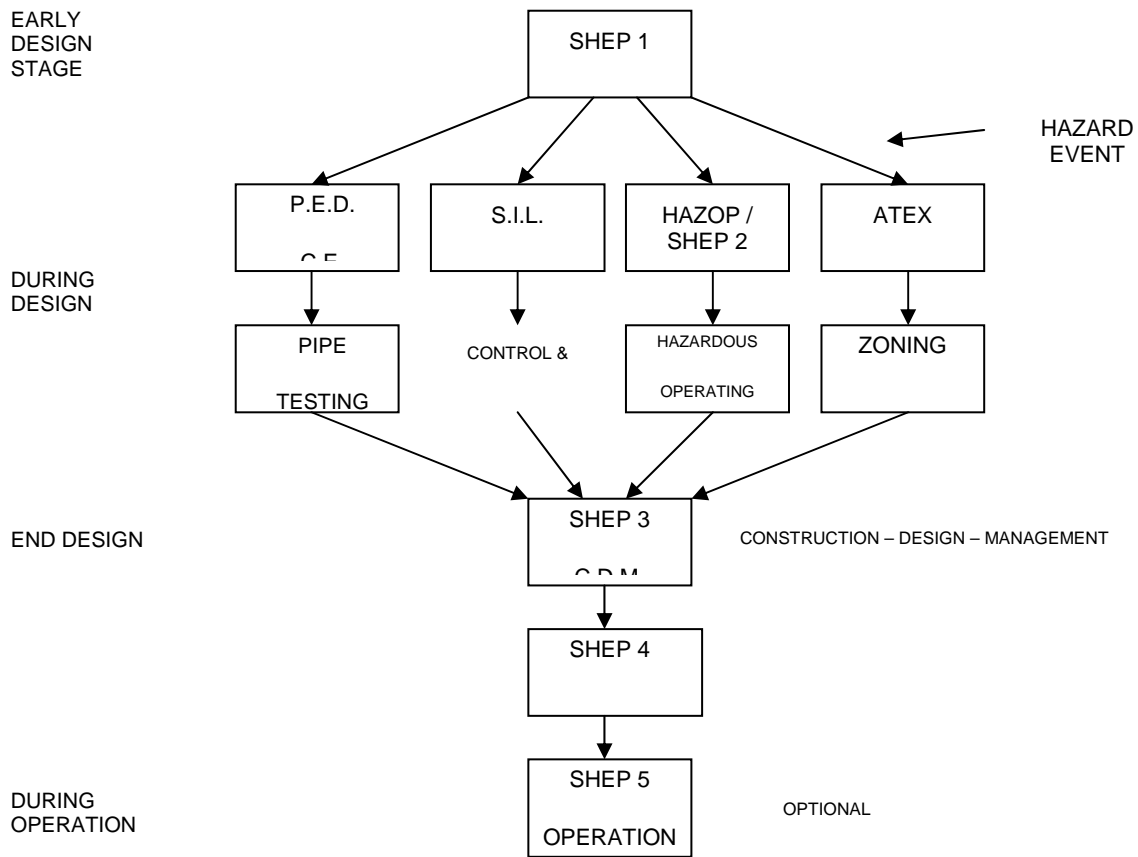 EARLY
DESIGN
STAGE
SHEP 1
HAZARD
EVENT
P.E.D.
S.I.L.
HAZOP /
SHEP 2
ATEX
DURING
DESIGN
PIPE
TESTING
CONTROL &
HAZARDOUS
OPERATING
ZONING
END DESIGN
SHEP 3
C.D.M.
CONSTRUCTION – DESIGN – MANAGEMENT
SHEP 4
DURING
OPERATION
SHEP 5
OPERATION
OPTIONAL